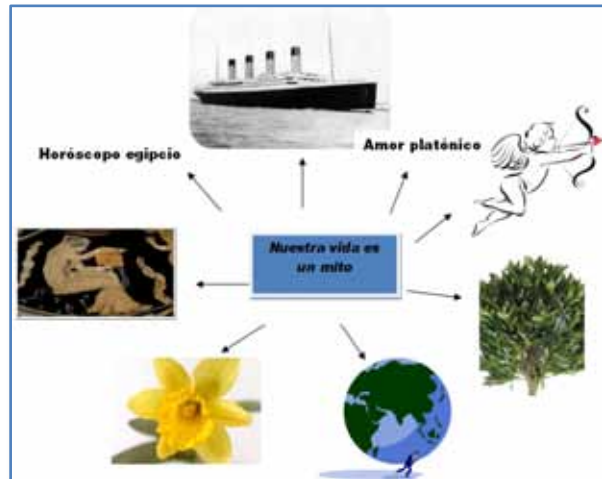 Horóscopo egipcio
Amor platónico
Nuestra vida es
un mito